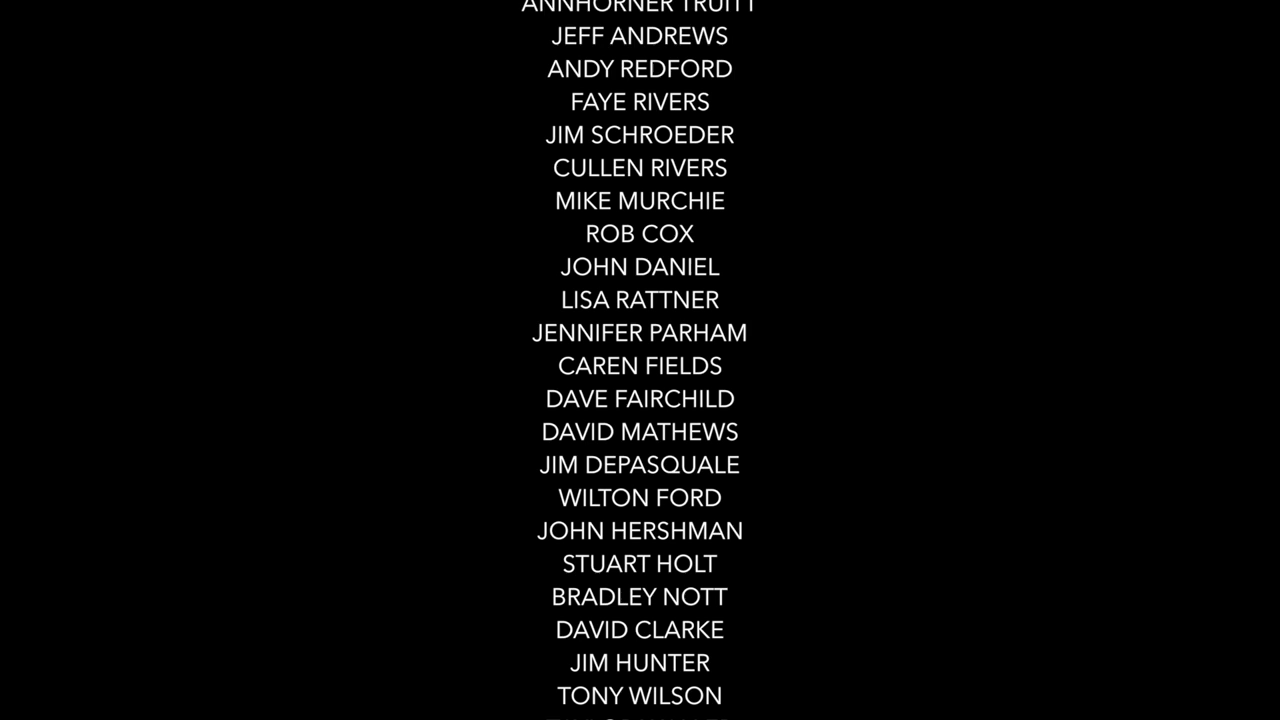 ANNHORNER TRUITT
JEFF ANDREWS
ANDY REDFORD
FAYE RIVERS
JIM SCHROEDER
CULLEN RIVERS
MIKE MURCHIE
ROB COX
JOHN DANIEL
LISA RATTNER
JENNIFER PARHAM
CAREN FIELDS
DAVE FAIRCHILD
DAVID MATHEWS
JIM DEPASQUALE
WILTON FORD
JOHN HERSHMAN
STUART HOLT
BRADLEY NOTT
DAVID CLARKE
JIM HUNTER
TONY WILSON